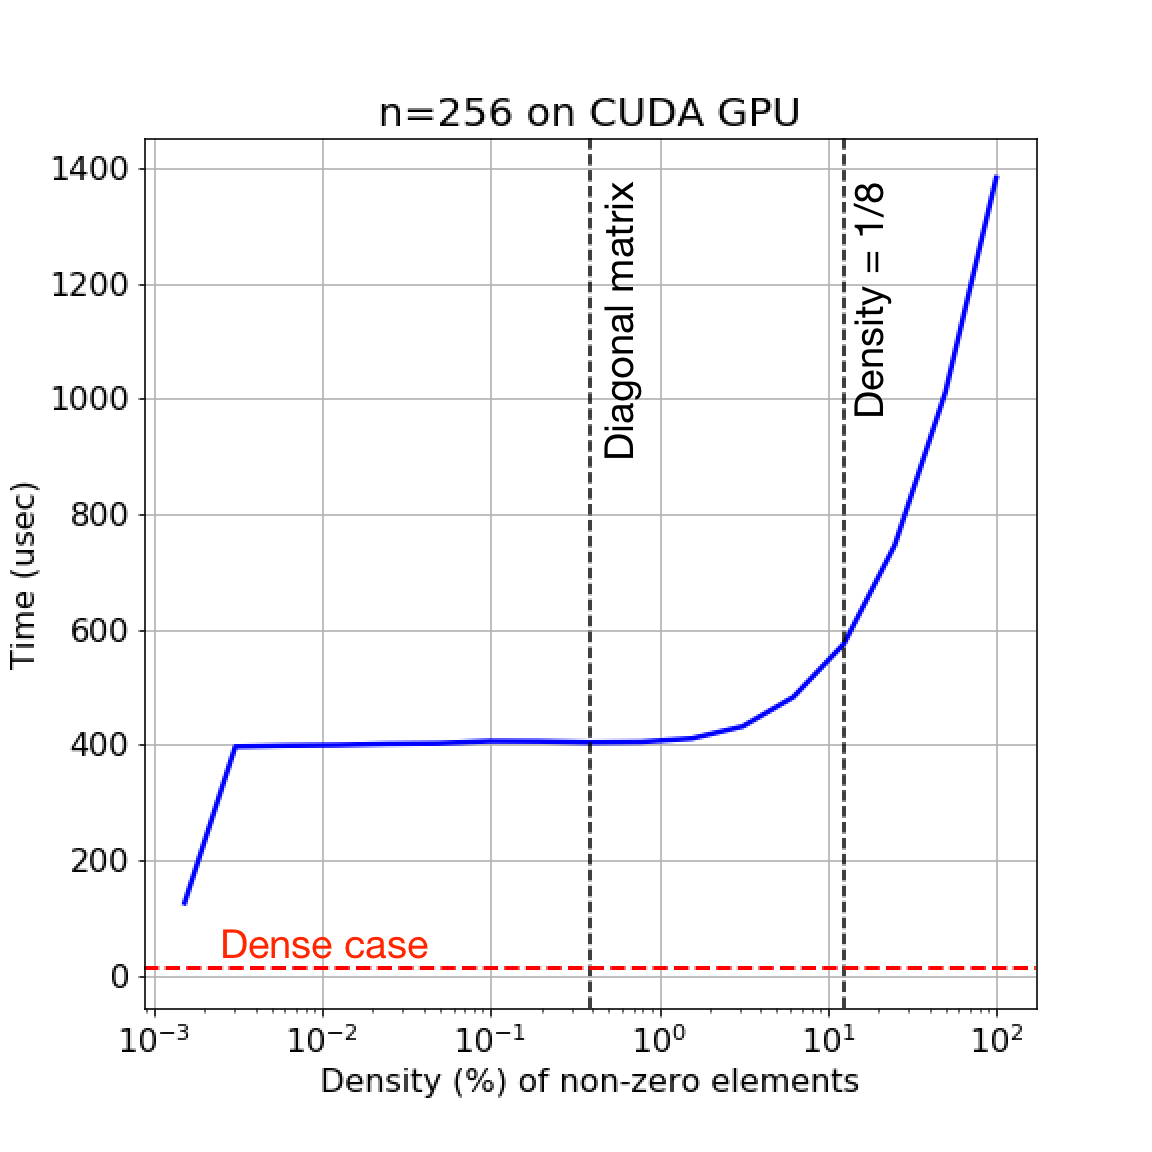 n=256 on CUDA GPU
1400
1200
1000
800
600
400
200
0
Time (usec)
Diagonal matrix
Density = 1/8
Dense case
10⁻³ 10⁻² 10⁻¹ 10⁰ 10¹ 10²
Density (%) of non-zero elements